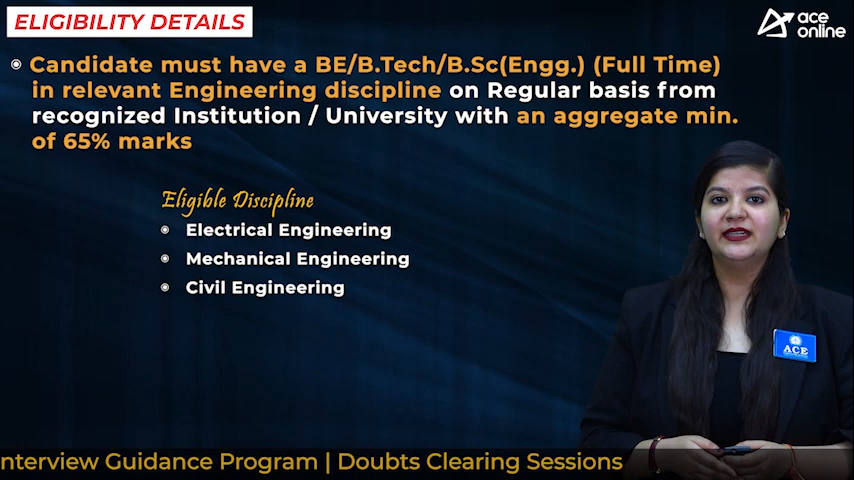 ELIGIBILITY DETAILS
ace
online
Candidate must have a BE/B.Tech/B.Sc(Engg.) (Full Time)
in relevant Engineering discipline on Regular basis from
recognized Institution / University with an aggregate min.
of 65% marks
Eligible Discipline
Electrical Engineering
Mechanical Engineering
Civil Engineering
ACE
nterview Guidance Program | Doubts Clearing Sessions